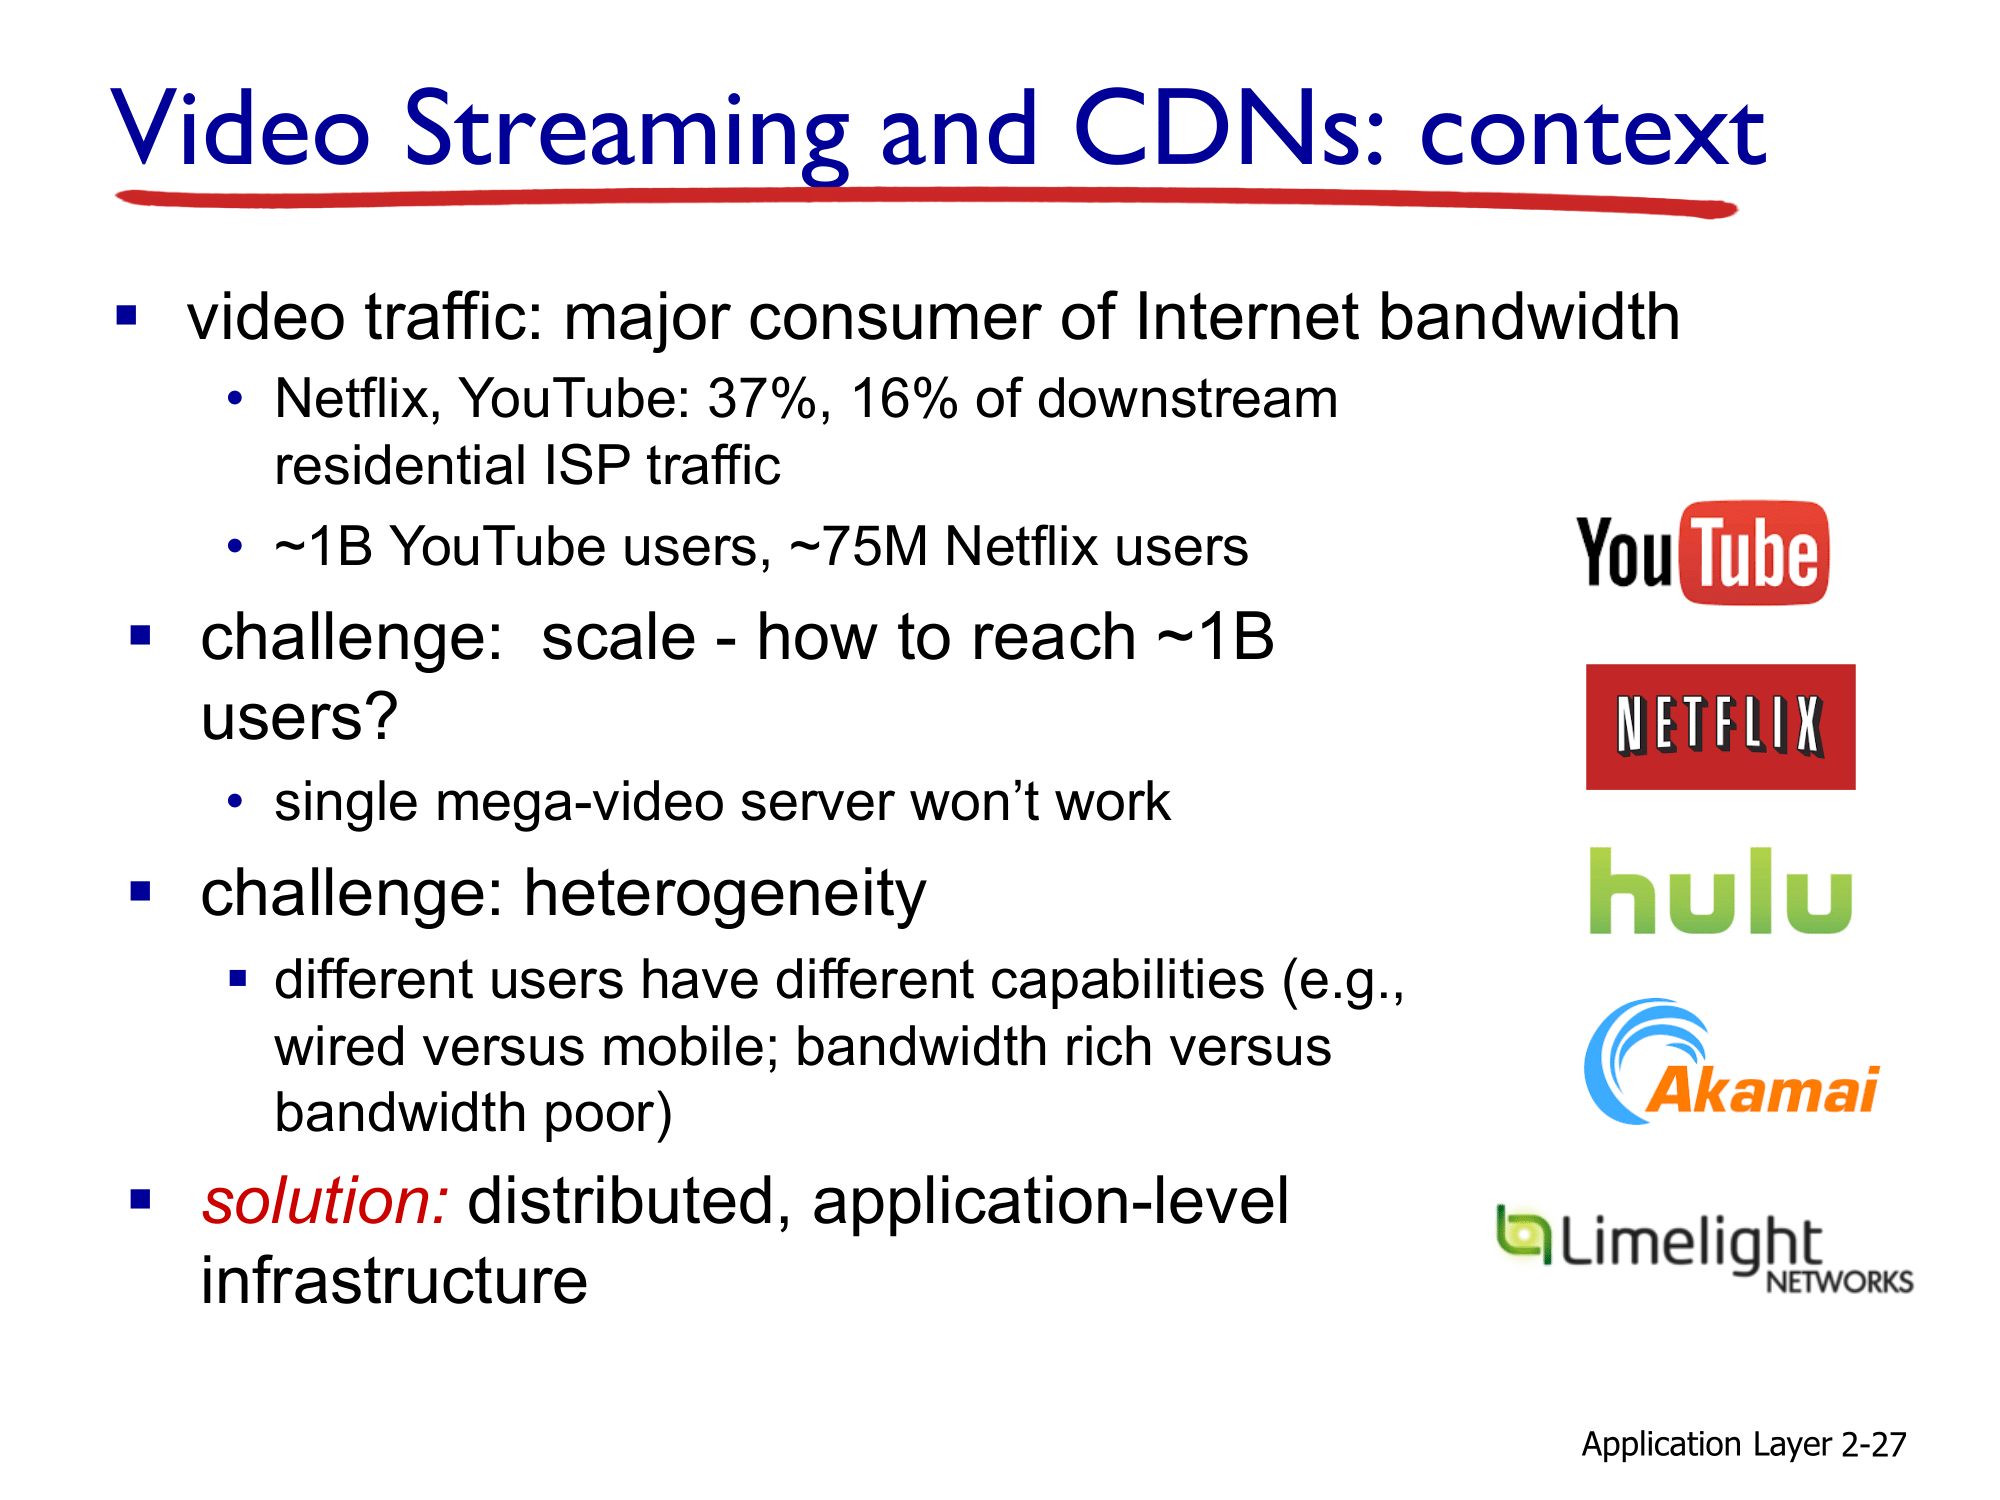 Video Streaming and CDNs: context
▪ video traffic: major consumer of Internet bandwidth
• Netflix, YouTube: 37%, 16% of downstream
residential ISP traffic
• ~1B YouTube users, ~75M Netflix users
▪ challenge:  scale - how to reach ~1B
users?
• single mega-video server won’t work
▪ challenge: heterogeneity
▪ different users have different capabilities (e.g.,
wired versus mobile; bandwidth rich versus
bandwidth poor)
▪ solution: distributed, application-level
infrastructure
YouTube
NETFLIX
hulu
Akamai
Limelight
NETWORKS
Application Layer 2-27